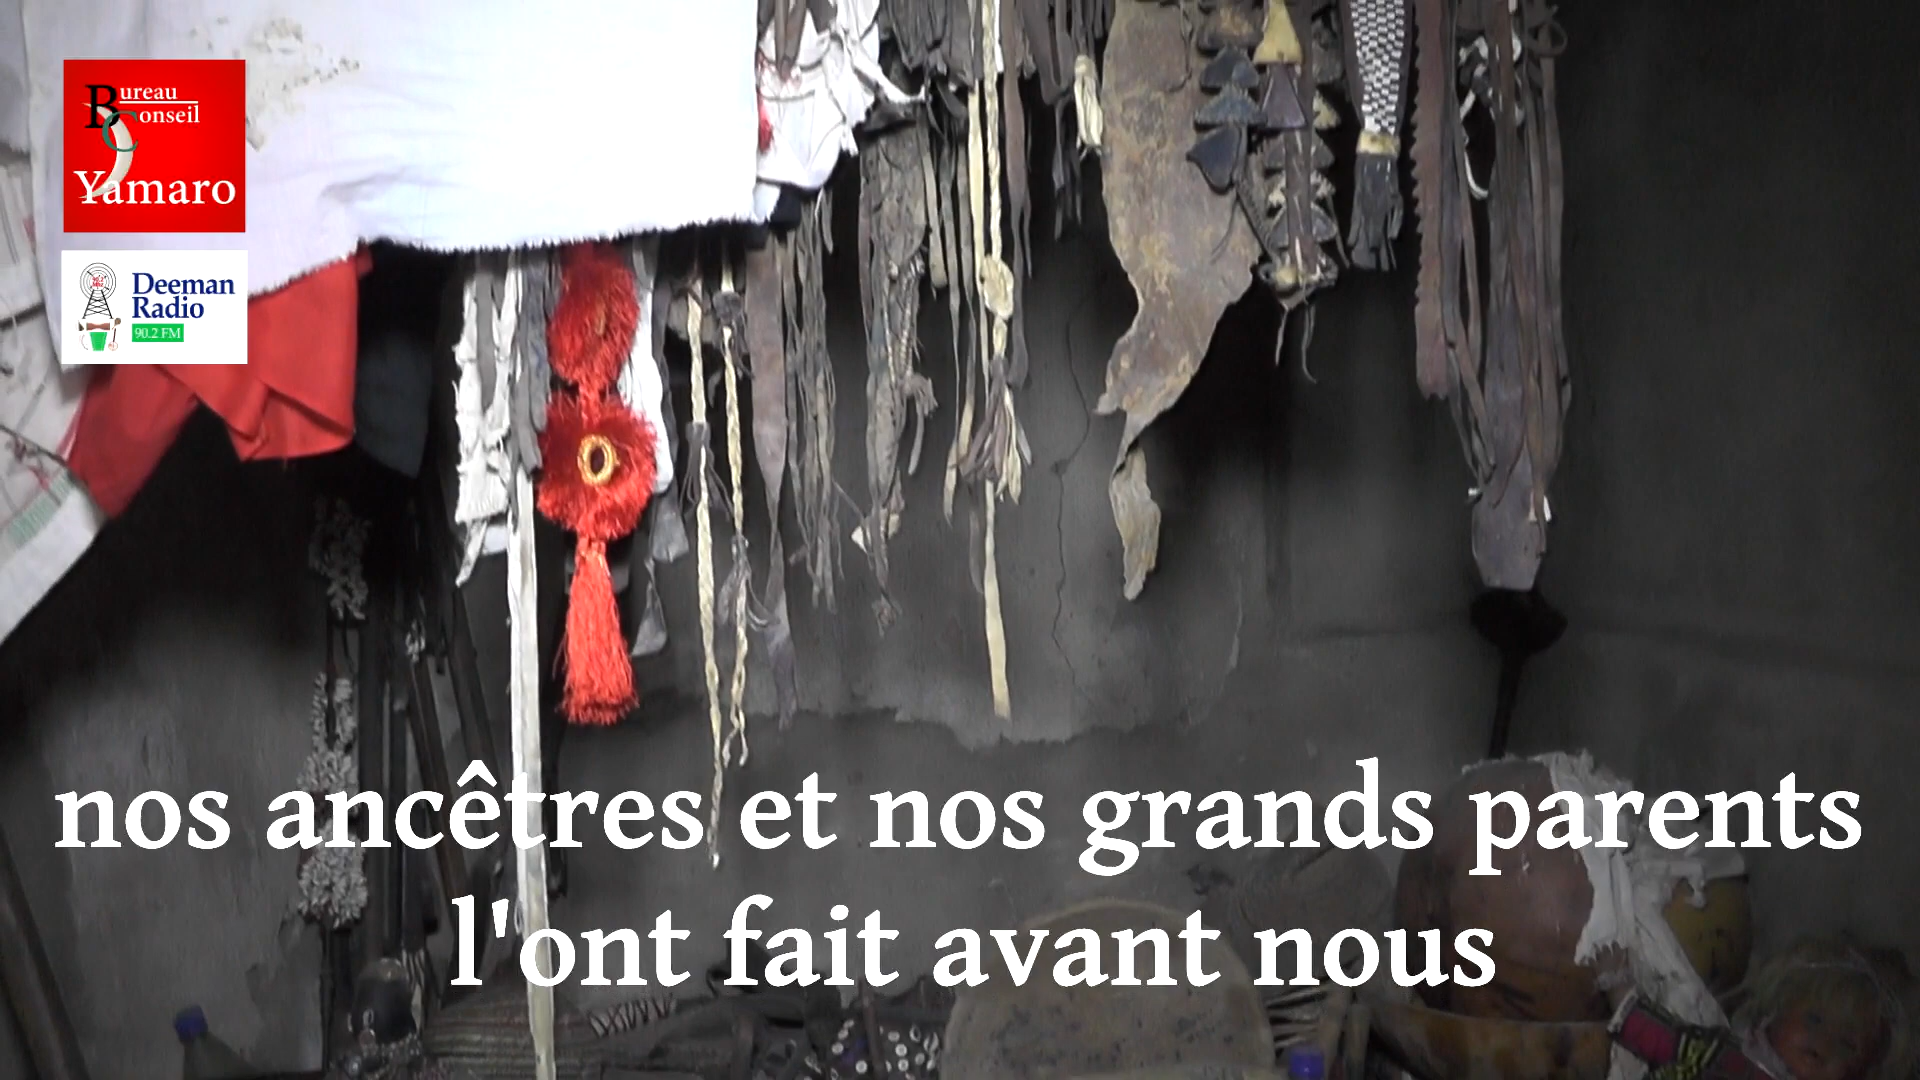 Bureau
Conseil
Yamaro
Deeman
Radio
90.2 FM
nos ancêtres et nos grands parents
l'ont fait avant nous